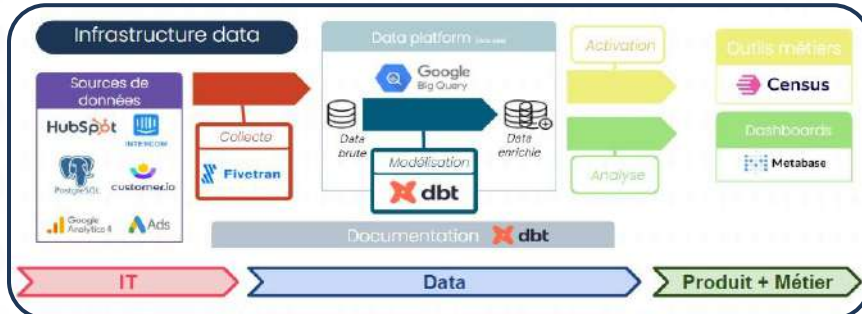 Infrastructure data
Sources de
données
HubSpot
INTERCOM
PostgreSQL
customer.io
Google
Analytics 4
Ads
Collecte
Fivetran
Data platform
Google
Big Query
Data
brute
Data
enrichie
Modélisation
dbt
Activation
Analyse
Outils métiers
Census
Dashboards
Metabase
Documentation dbt
IT
Data
Produit + Métier